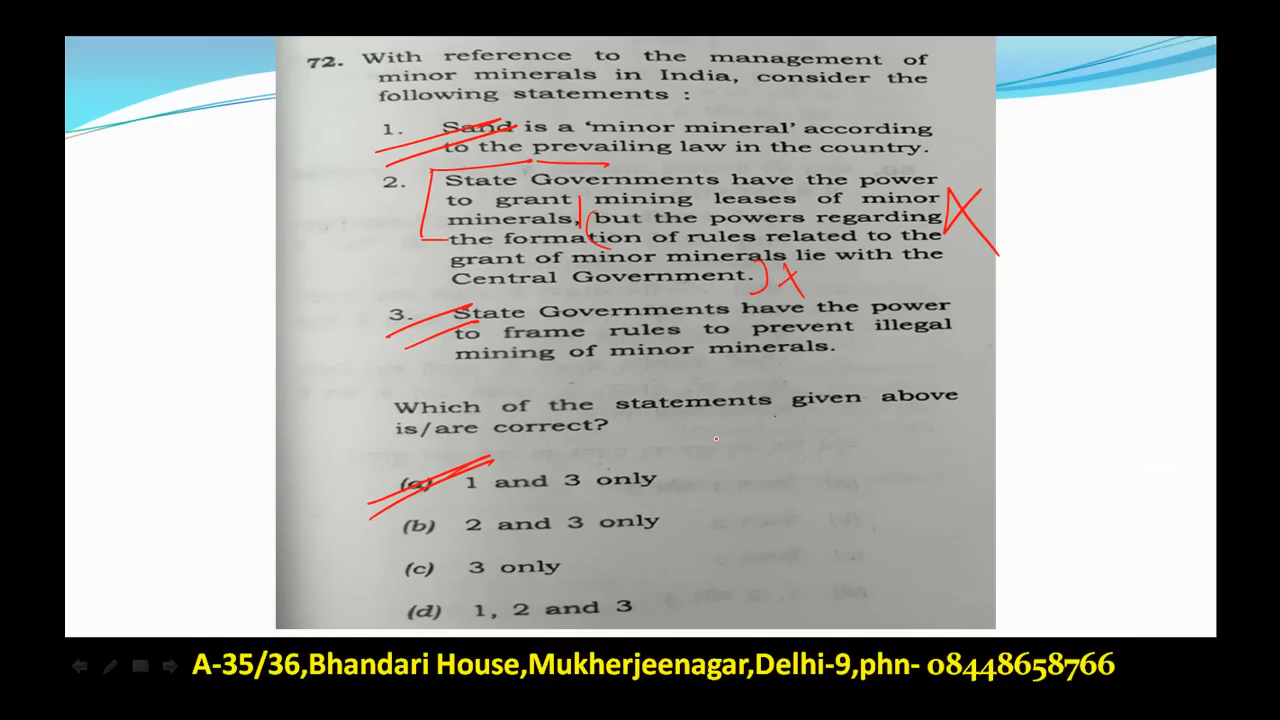 72. With reference to the management of
minor minerals in India, consider the
following statements :
1. Sand is a ‘minor mineral’ according
to the prevailing law in the country.
2. State Governments have the power
to grant mining leases of minor
minerals, but the powers regarding
the formation of rules related to the
grant of minor minerals lie with the
Central Government.
3. State Governments have the power
to frame rules to prevent illegal
mining of minor minerals.
Which of the statements given above
is/are correct?
(a) 1 and 3 only
(b) 2 and 3 only
(c) 3 only
(d) 1, 2 and 3
A-35/36,Bhandari House,Mukherjeenagar,Delhi-9,phn- 08448658766